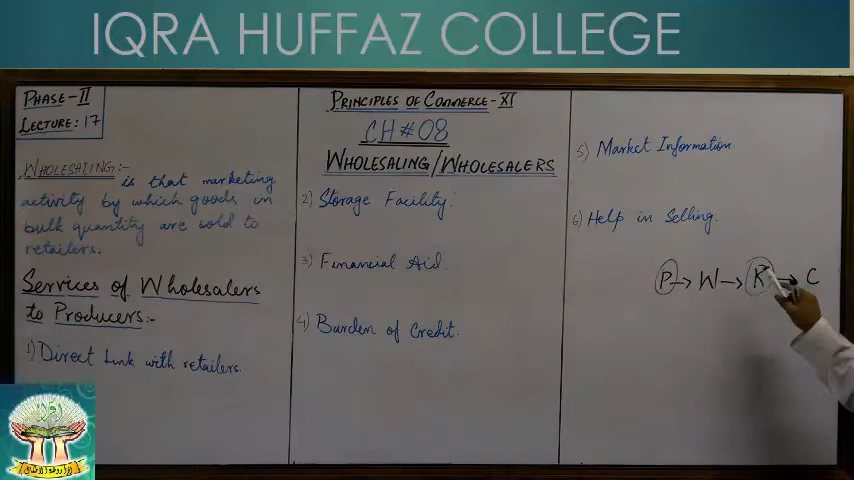 IQRA HUFFAZ COLLEGE
PHASE-II
LECTURE: 17
WHOLESALING:-
is that marketing
activity by which goods in
bulk quantity are sold to
retailers.
Services of Wholesalers
to Producers:-
1) Direct Link with retailers.
PRINCIPLES OF COMMERCE-XI
CH # 08
WHOLESALING/WHOLESALERS
2) Storage Facility:
3) Financial Aid.
4) Burden of Credit.
5) Market Information
6) Help in Selling.
P → W → R → C